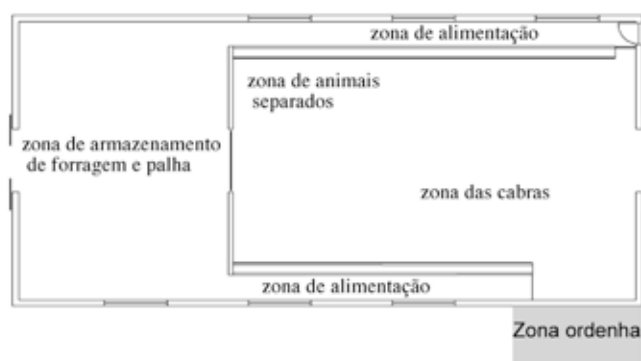 zona de alimentação
zona de animais
separados
zona de armazenamento
de forragem e palha
zona das cabras
zona de alimentação
Zona ordenha